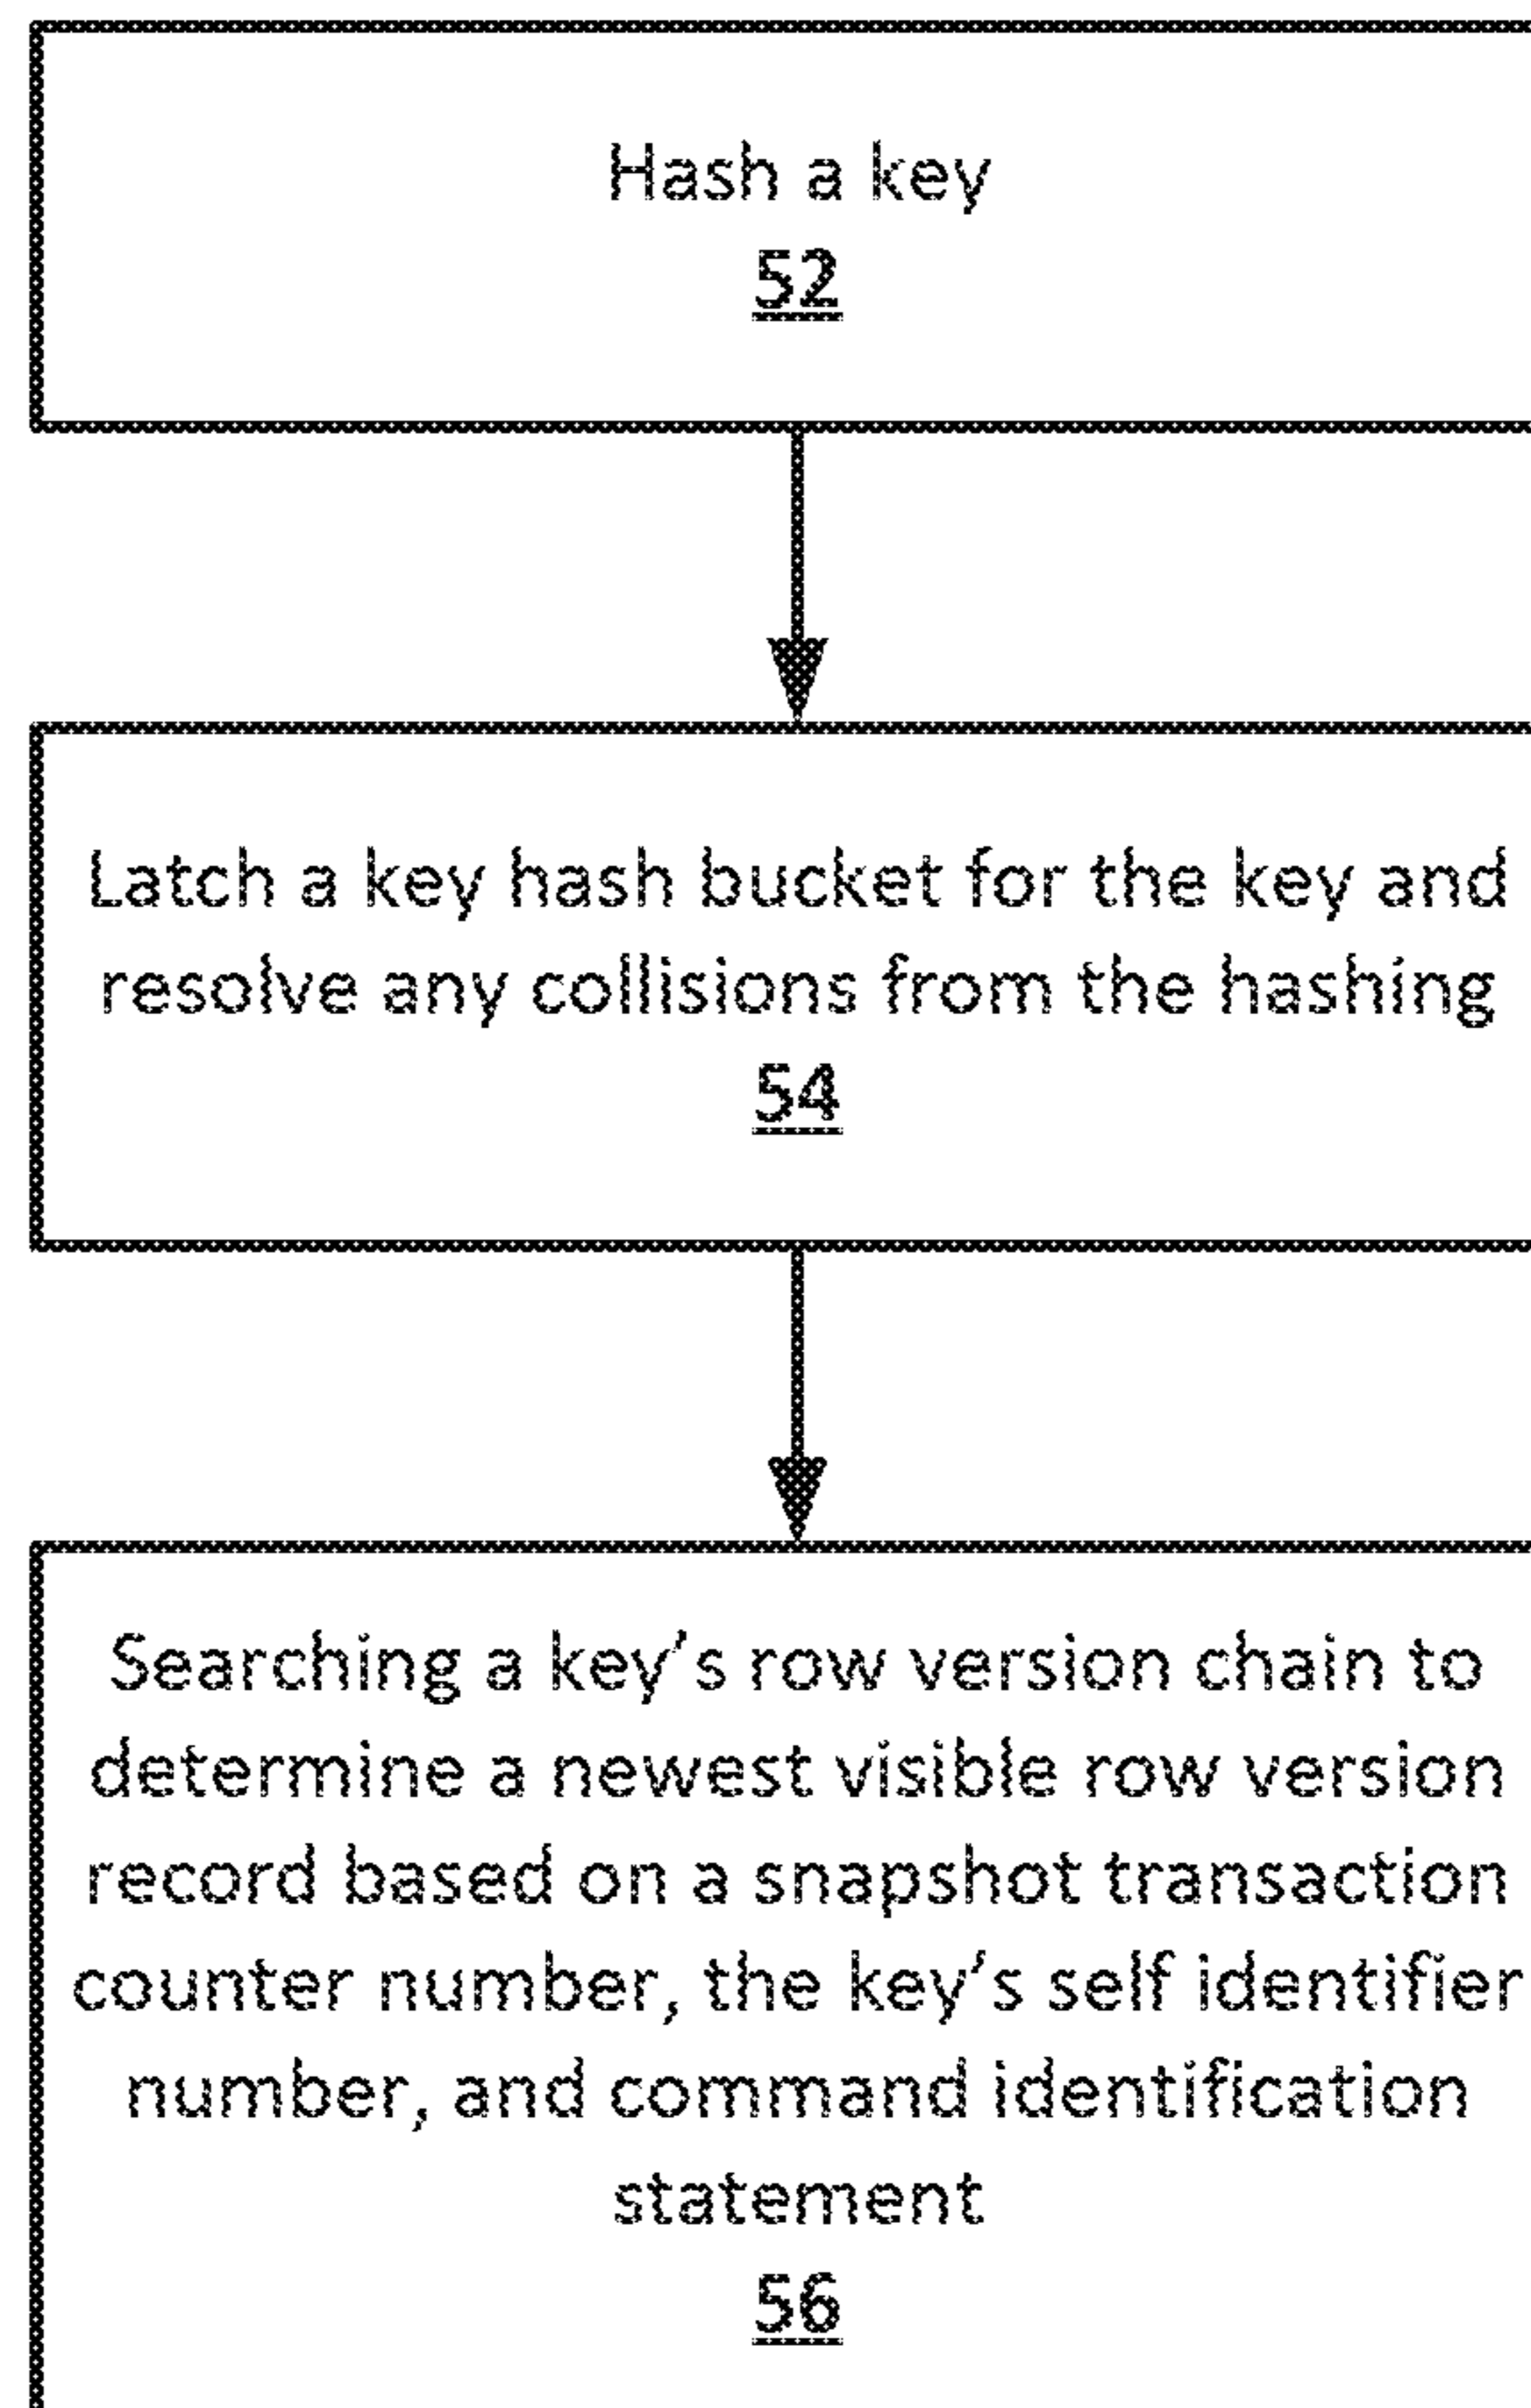 Hash a key
52
Latch a key hash bucket for the key and
resolve any collisions from the hashing
54
Searching a key’s row version chain to
determine a newest visible row version
record based on a snapshot transaction
counter number, the key’s self identifier
number, and command identification
statement
56